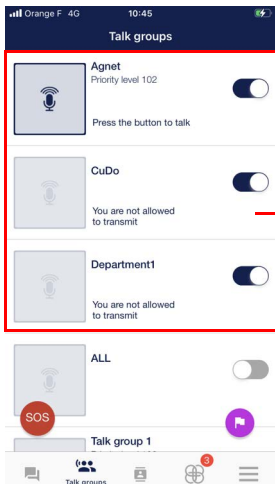 Orange F 4G 10:45
Talk groups
Agnet
Priority level 102
Press the button to talk
CuDo
You are not allowed
to transmit
Department1
You are not allowed
to transmit
ALL
SOS
Talk group 1
3
Talk groups